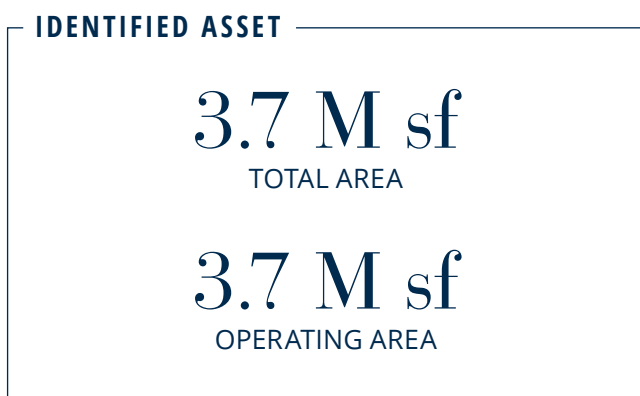 IDENTIFIED ASSET
3.7 M sf
TOTAL AREA
3.7 M sf
OPERATING AREA